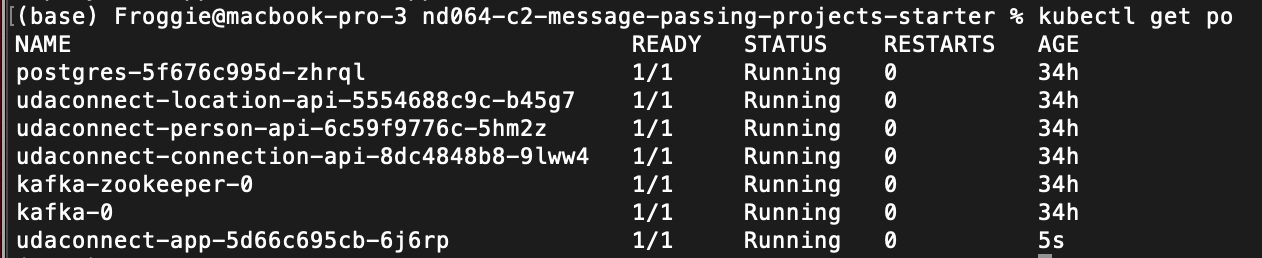 [(base) Froggie@macbook-pro-3 nd064-c2-message-passing-projects-starter % kubectl get po
NAME READY STATUS RESTARTS AGE
postgres-5f676c995d-zhrql 1/1 Running 0 34h
udaconnect-location-api-5554688c9c-b45g7 1/1 Running 0 34h
udaconnect-person-api-6c59f9776c-5hm2z 1/1 Running 0 34h
udaconnect-connection-api-8dc4848b8-9lww4 1/1 Running 0 34h
kafka-zookeeper-0 1/1 Running 0 34h
kafka-0 1/1 Running 0 34h
udaconnect-app-5d66c695cb-6j6rp 1/1 Running 0 5s